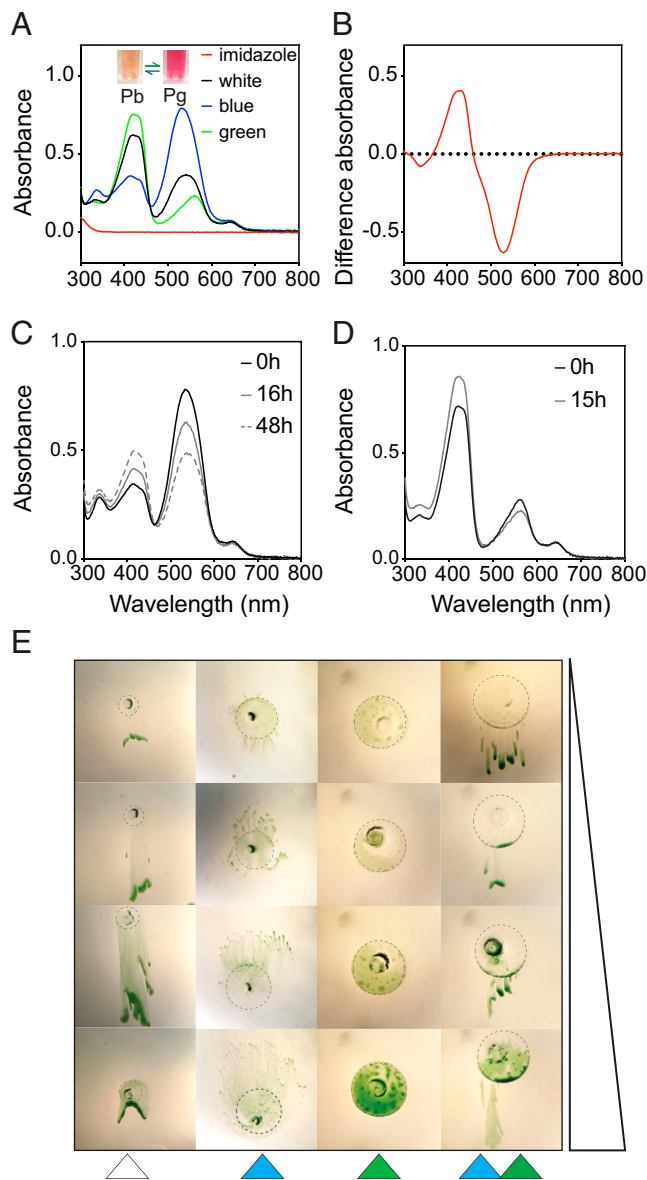 A
B
imidazole
white
blue
green
Pb
Pg
Absorbance
1.0
0.5
0.0
300 400 500 600 700 800
Difference absorbance
0.5
0.0
-0.5
300 400 500 600 700 800
C
D
0h
16h
48h
Absorbance
1.0
0.5
0.0
300 400 500 600 700 800
Wavelength (nm)
0h
15h
Absorbance
1.0
0.5
0.0
300 400 500 600 700 800
Wavelength (nm)
E